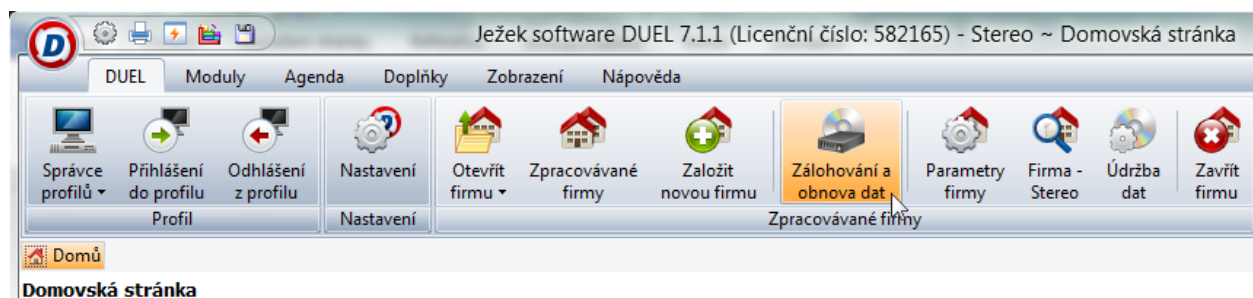 Ježek software DUEL 7.1.1 (Licenční číslo: 582165) - Stereo ~ Domovská stránka
DUEL Moduly Agenda Doplňky Zobrazení Nápověda
Správce profilů
Přihlášení do profilu
Odhlášení z profilu
Nastavení
Otevřít firmu
Zpracovávané firmy
Založit novou firmu
Zálohování a obnova dat
Parametry firmy
Firma - Stereo
Údržba dat
Zavřít firmu
Profil Nastavení Zpracovávané firmy
Domů
Domovská stránka